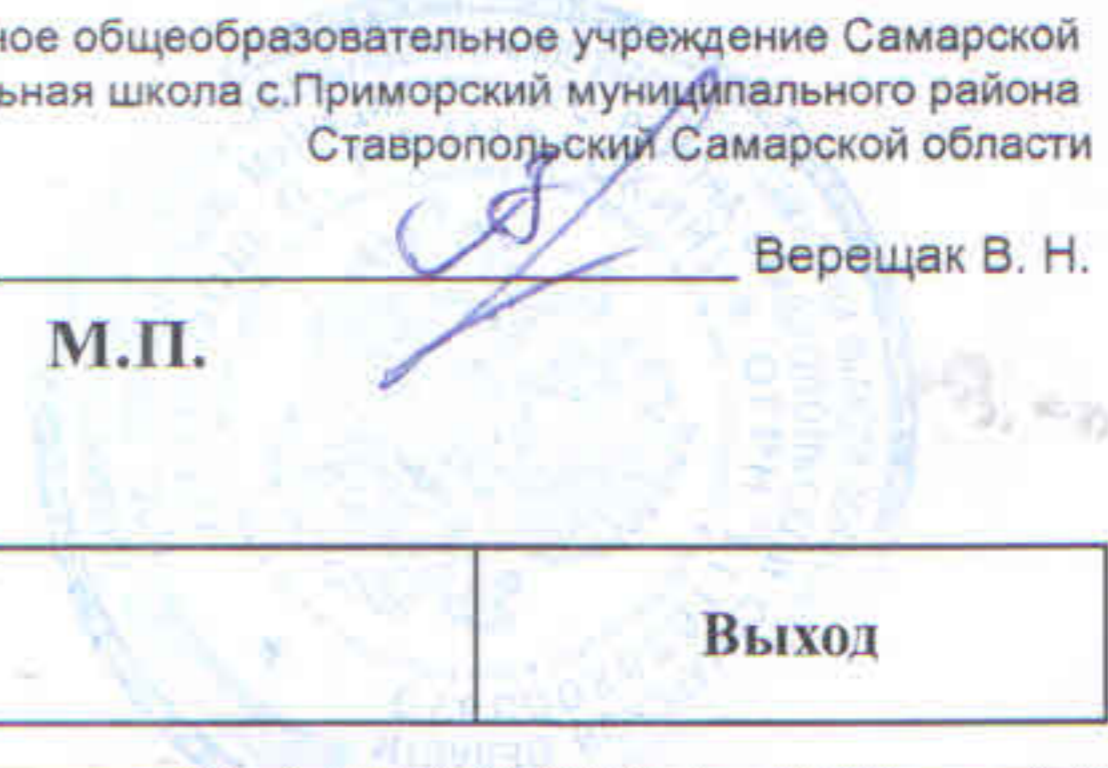 ное общеобразовательное учреждение Самарской
ьная школа с.Приморский муниципального района
Ставропольский Самарской области
Верещак В. Н.
М.П.
Выход